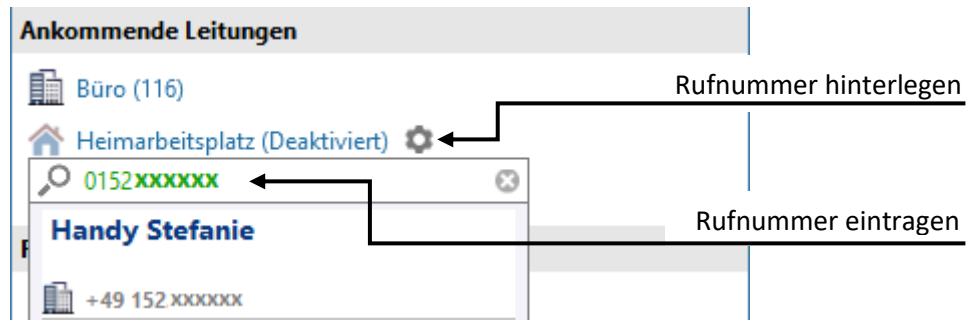 Ankommende Leitungen
Büro (116)
Rufnummer hinterlegen
Heimarbeitsplatz (Deaktiviert)
0152xxxxxx
Rufnummer eintragen
Handy Stefanie
+49 152 xxxxxx